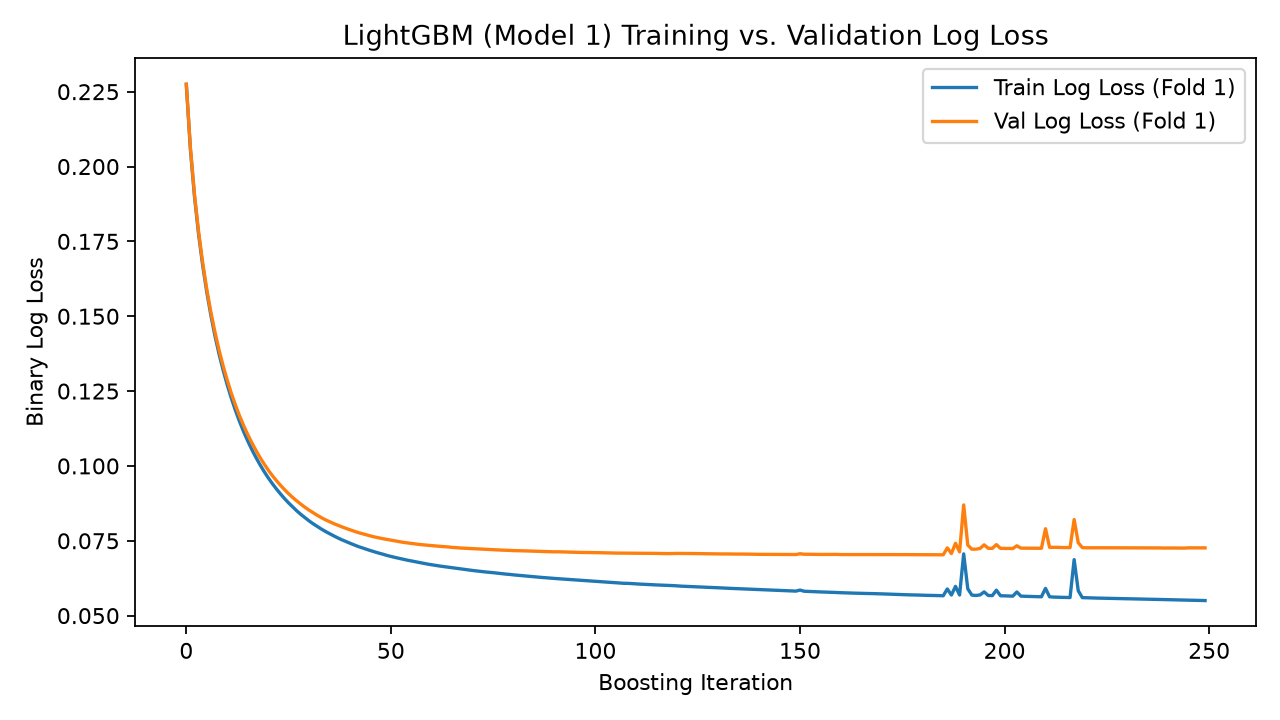 LightGBM (Model 1) Training vs. Validation Log Loss
Train Log Loss (Fold 1)
Val Log Loss (Fold 1)
Binary Log Loss
0.225
0.200
0.175
0.150
0.125
0.100
0.075
0.050
0 50 100 150 200 250
Boosting Iteration